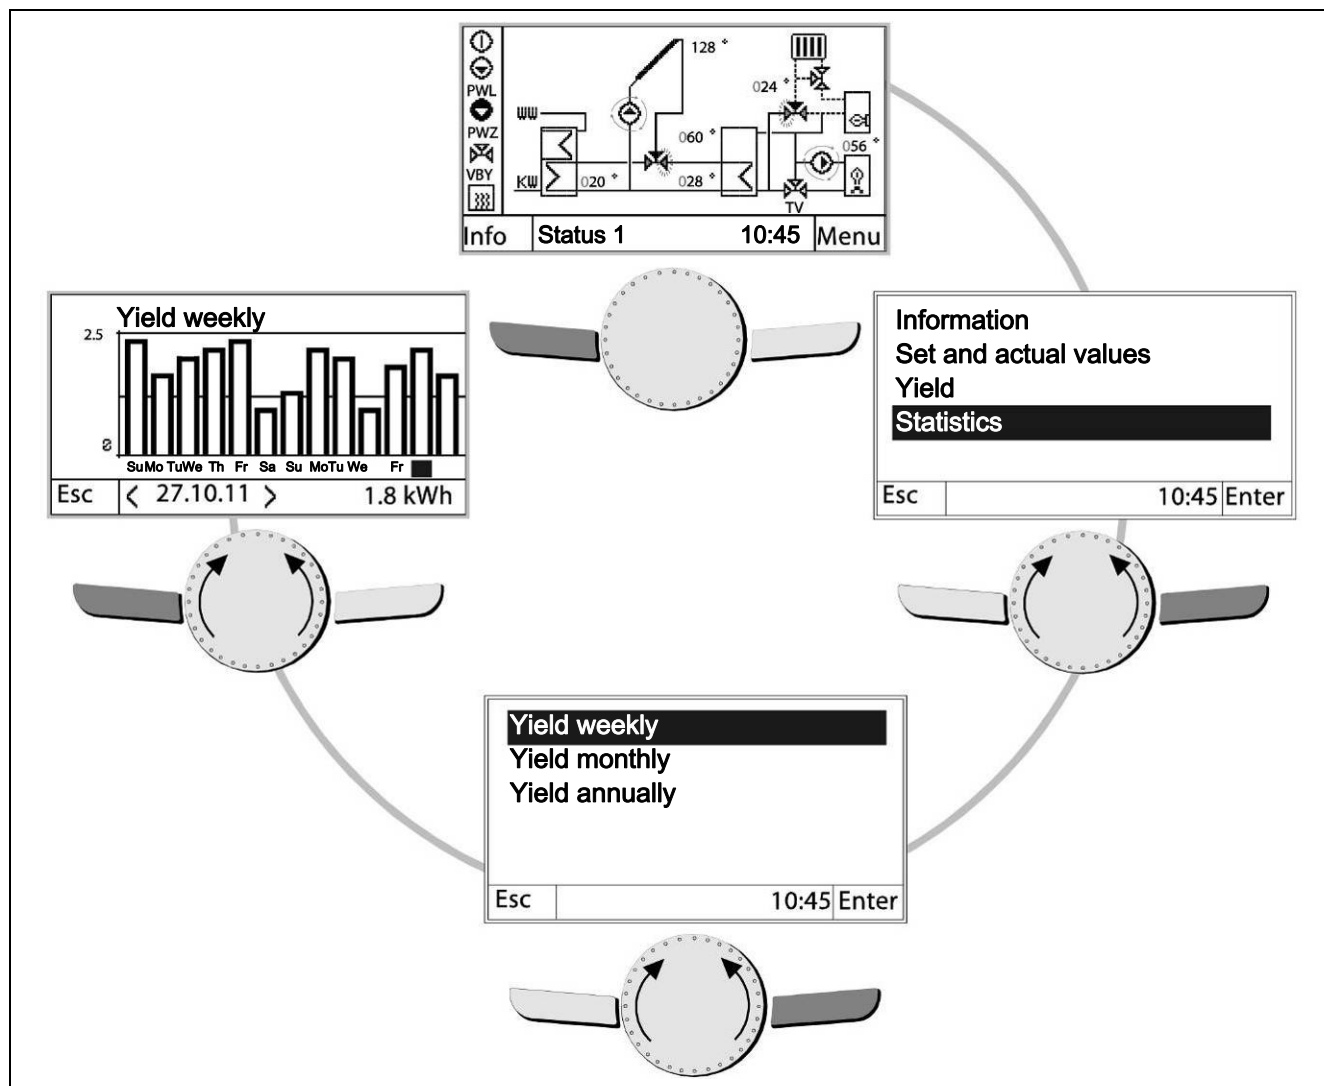 PWL
PWZ
VBY
128 °
024 °
WW
060 °
056 °
KW
020 °
028 °
TV
Info Status 1 10:45 Menu
Yield weekly
2.5
0
Su Mo Tu We Th Fr Sa Su Mo Tu We Fr
Esc < 27.10.11 > 1.8 kWh
Information
Set and actual values
Yield
Statistics
Esc 10:45 Enter
Yield weekly
Yield monthly
Yield annually
Esc 10:45 Enter